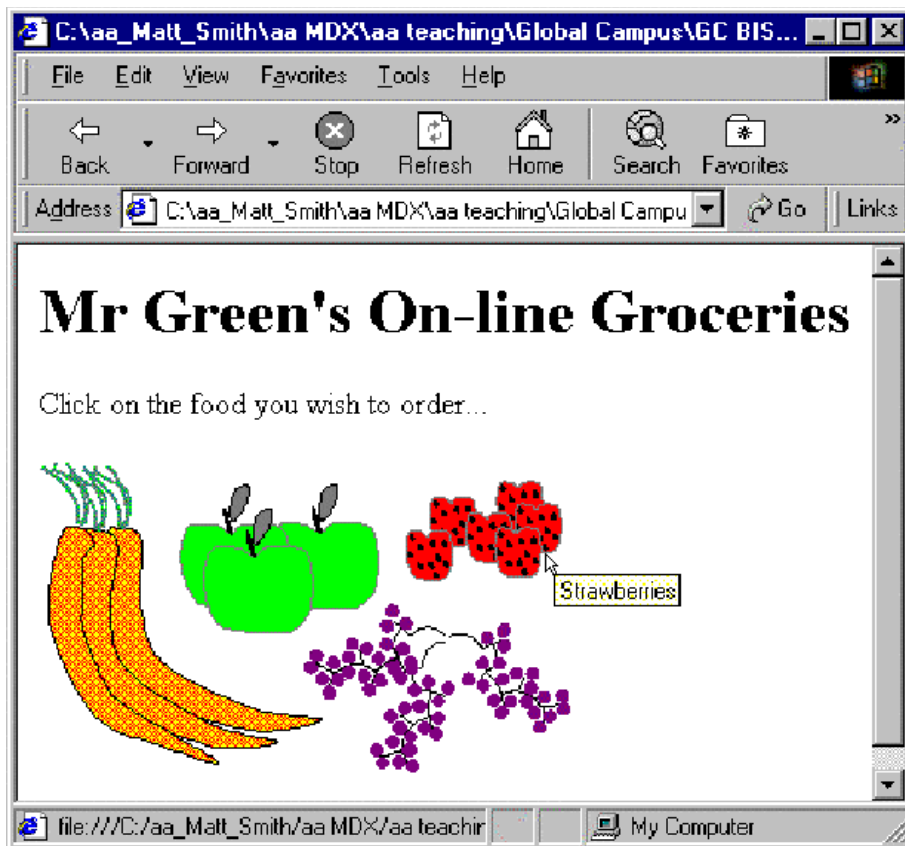 C:\aa_Matt_Smith\aa MDX\aa teaching\Global Campus\GC BIS...
File Edit View Favorites Tools Help
Back Forward Stop Refresh Home Search Favorites »
Address C:\aa_Matt_Smith\aa MDX\aa teaching\Global Campu Go Links
Mr Green's On-line Groceries
Click on the food you wish to order...
Strawberries
file:///C:/aa_Matt_Smith/aa MDX/aa teachir My Computer